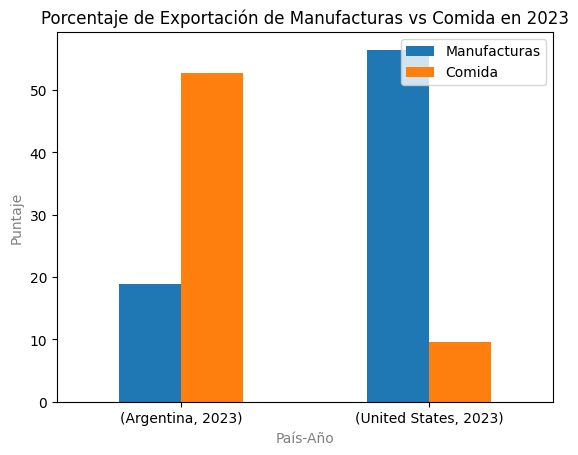 Porcentaje de Exportación de Manufacturas vs Comida en 2023
Manufacturas
Comida
50
40
30
20
10
0
Puntaje
(Argentina, 2023)
(United States, 2023)
País-Año